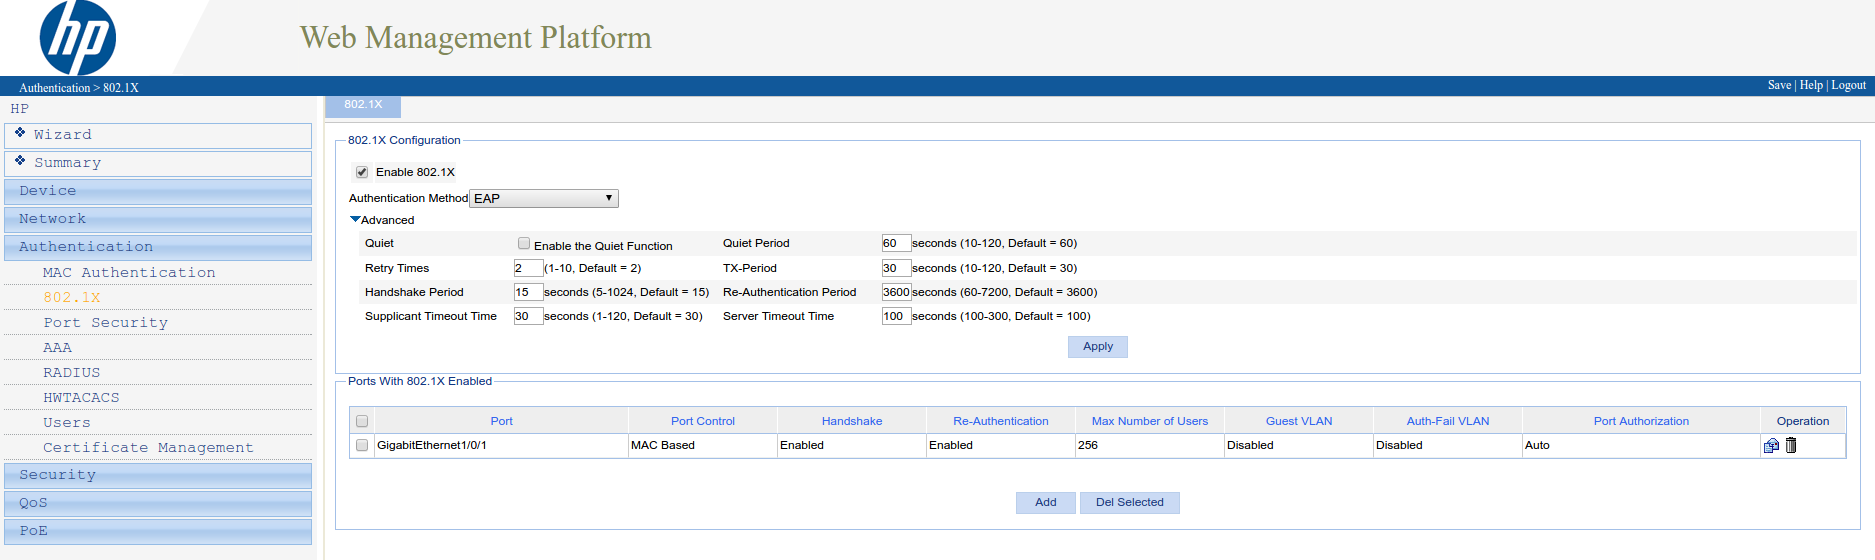 hp
Web Management Platform
Authentication > 802.1X
Save | Help | Logout
HP
Wizard
Summary
Device
Network
Authentication
MAC Authentication
802.1X
Port Security
AAA
RADIUS
HWTACACS
Users
Certificate Management
Security
QoS
PoE
802.1X
802.1X Configuration
Enable 802.1X
Authentication Method EAP
Advanced
Quiet Enable the Quiet Function Quiet Period 60 seconds (10-120, Default = 60)
Retry Times 2 (1-10, Default = 2) TX-Period 30 seconds (10-120, Default = 30)
Handshake Period 15 seconds (5-1024, Default = 15) Re-Authentication Period 3600 seconds (60-7200, Default = 3600)
Supplicant Timeout Time 30 seconds (1-120, Default = 30) Server Timeout Time 100 seconds (100-300, Default = 100)
Apply
Ports With 802.1X Enabled
Port Port Control Handshake Re-Authentication Max Number of Users Guest VLAN Auth-Fail VLAN Port Authorization Operation
GigabitEthernet1/0/1 MAC Based Enabled Enabled 256 Disabled Disabled Auto
Add Del Selected